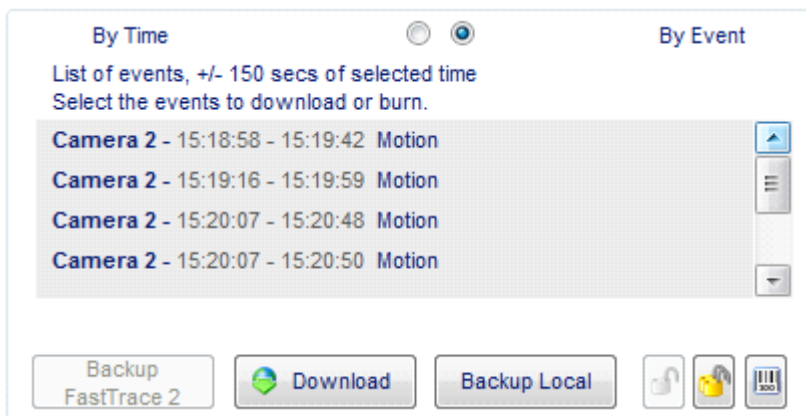 By Time By Event
List of events, +/- 150 secs of selected time
Select the events to download or burn.
Camera 2 - 15:18:58 - 15:19:42 Motion
Camera 2 - 15:19:16 - 15:19:59 Motion
Camera 2 - 15:20:07 - 15:20:48 Motion
Camera 2 - 15:20:07 - 15:20:50 Motion
Backup
FastTrace 2
Download
Backup Local
300